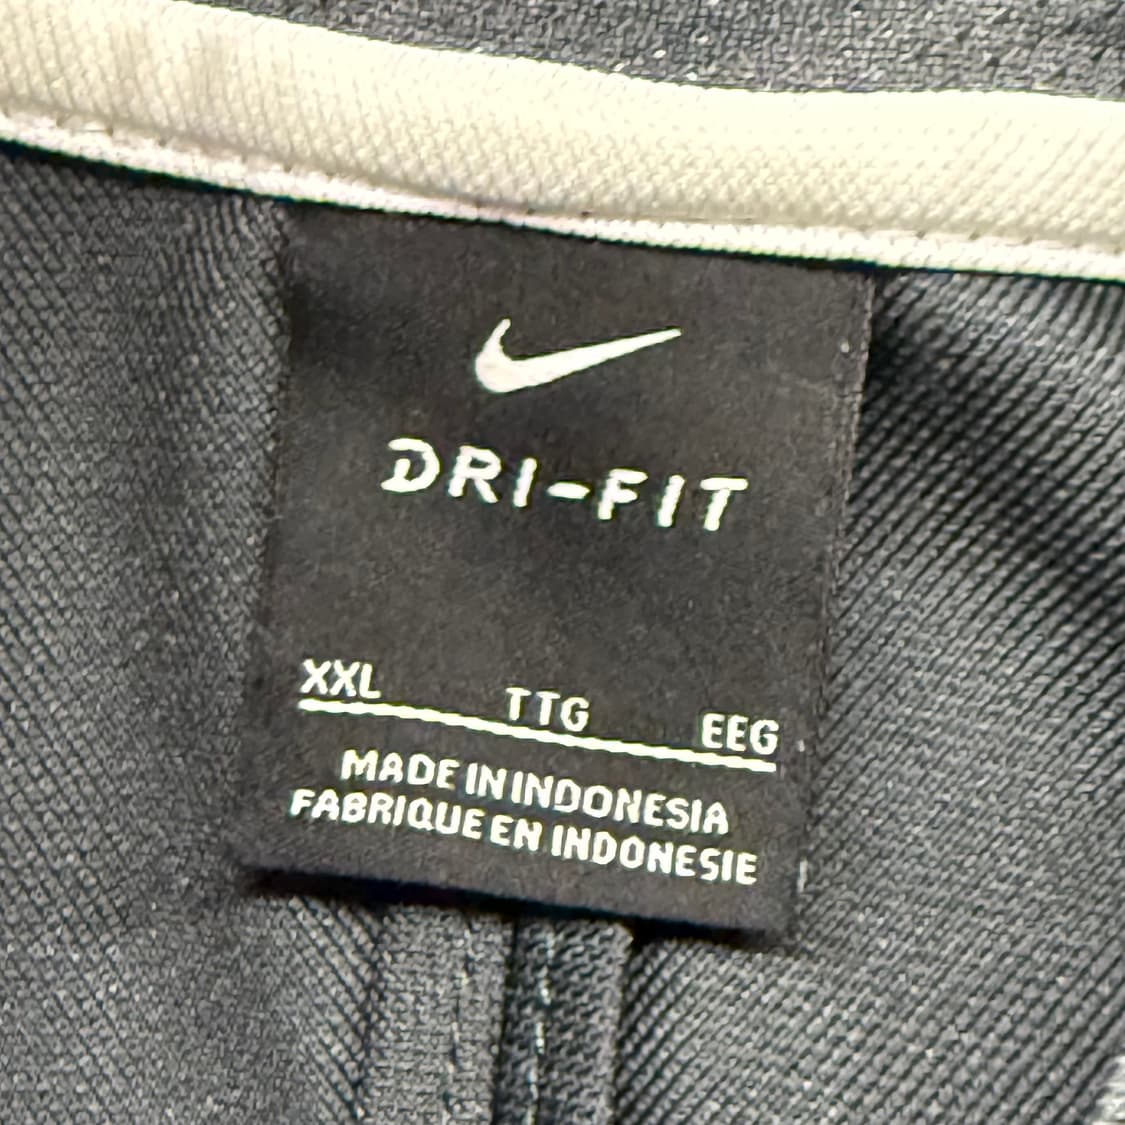 DRI-FIT
XXL TTG EEG
MADE IN INDONESIA
FABRIQUE EN INDONESIE